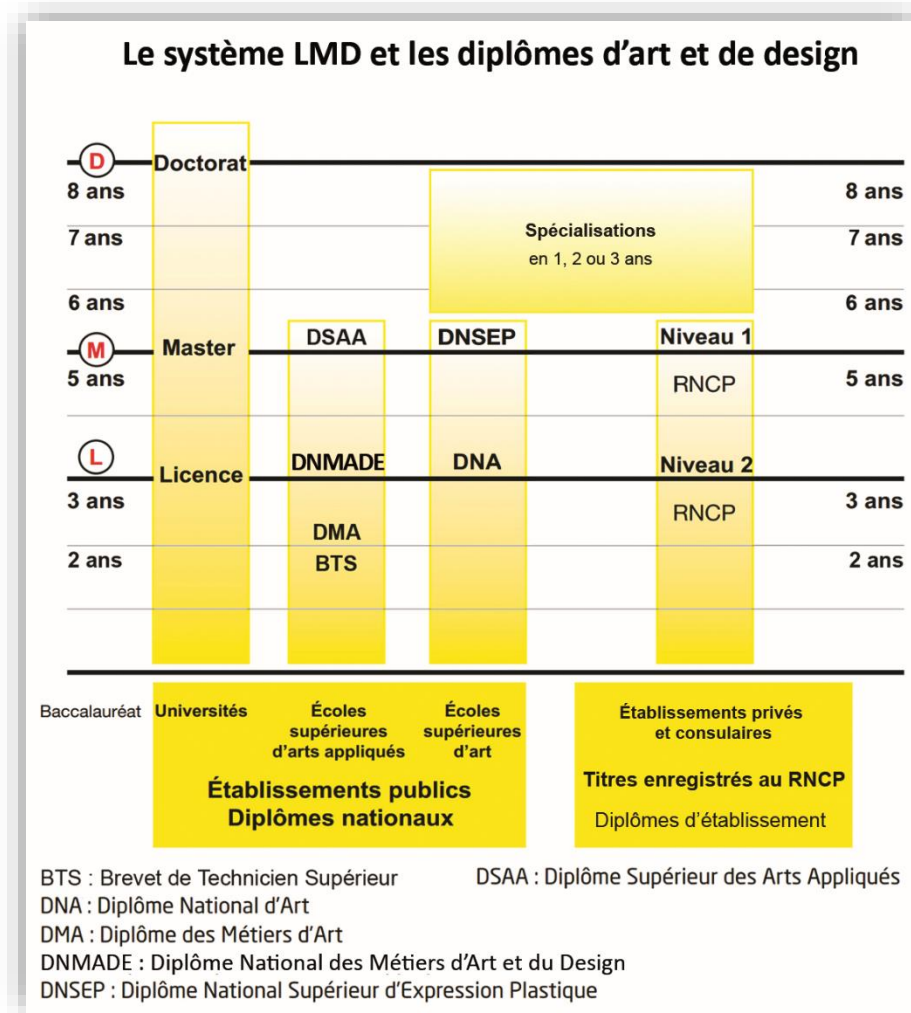 Le système LMD et les diplômes d'art et de design
D Doctorat
8 ans 8 ans
Spécialisations
7 ans 7 ans
en 1, 2 ou 3 ans
6 ans 6 ans
M Master DSAA DNSEP Niveau 1
5 ans RNCP 5 ans
L Licence DNMADE DNA Niveau 2
3 ans RNCP 3 ans
DMA
2 ans BTS 2 ans
Baccalauréat
Universités
Écoles
supérieures
d'arts appliqués
Écoles
supérieures
d'art
Établissements publics
Diplômes nationaux
Établissements privés
et consulaires
Titres enregistrés au RNCP
Diplômes d'établissement
BTS : Brevet de Technicien Supérieur
DSAA : Diplôme Supérieur des Arts Appliqués
DNA : Diplôme National d'Art
DMA : Diplôme des Métiers d'Art
DNMADE : Diplôme National des Métiers d'Art et du Design
DNSEP : Diplôme National Supérieur d'Expression Plastique